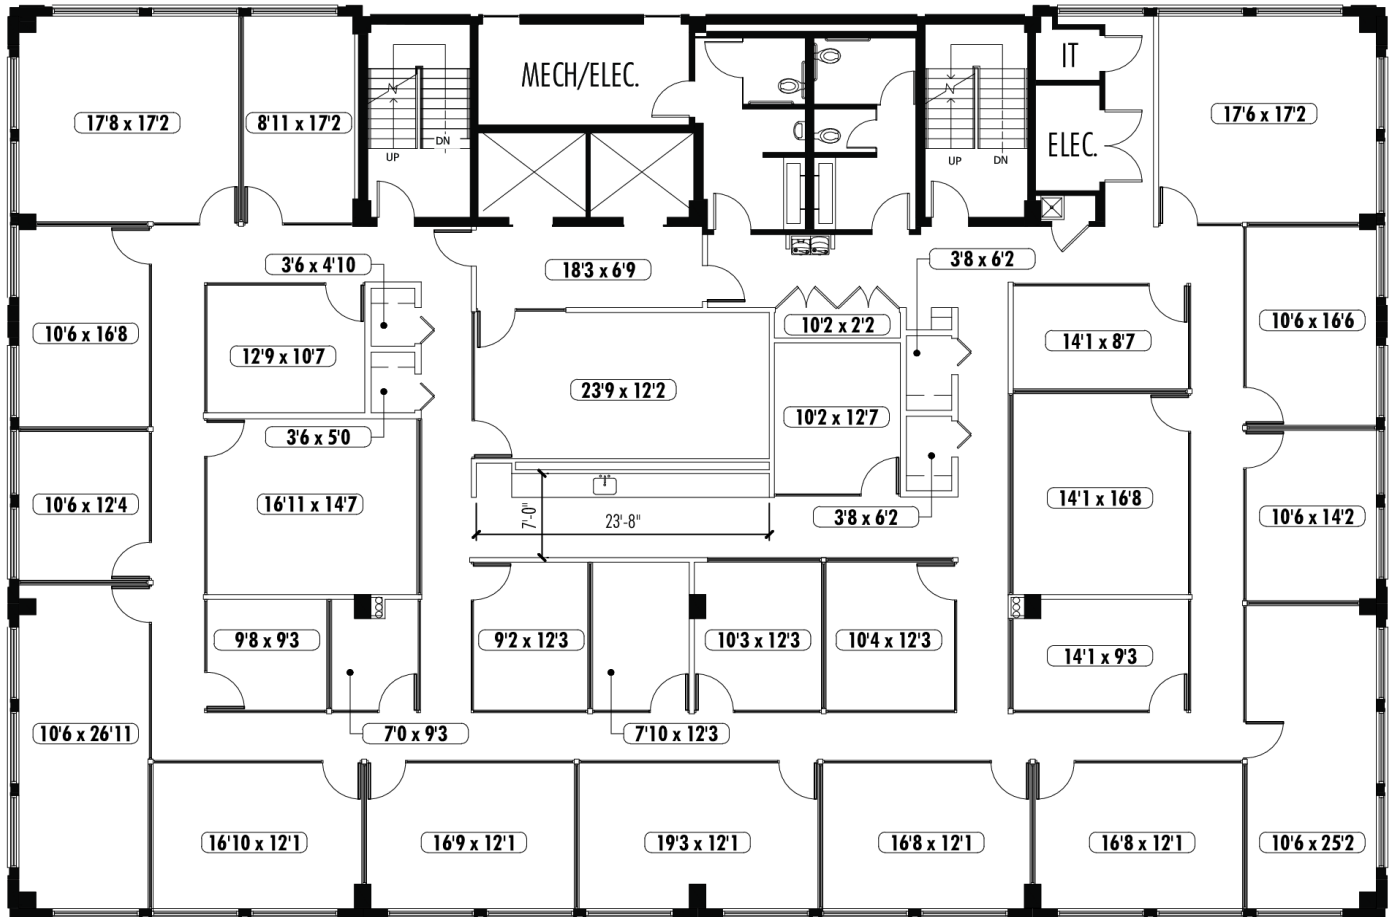 IT
MECH/ELEC.
17'8 x 17'2
8'11 x 17'2
17'6 x 17'2
DN
UP
ELEC.
UP
DN
3'6 x 4'10
18'3 x 6'9
3'8 x 6'2
10'6 x 16'8
12'9 x 10'7
10'2 x 2'2
14'1 x 8'7
10'6 x 16'6
23'9 x 12'2
10'2 x 12'7
3'6 x 5'0
10'6 x 12'4
16'11 x 14'7
7'-0"
23'-8"
3'8 x 6'2
14'1 x 16'8
10'6 x 14'2
9'8 x 9'3
9'2 x 12'3
10'3 x 12'3
10'4 x 12'3
14'1 x 9'3
10'6 x 26'11
7'0 x 9'3
7'10 x 12'3
16'10 x 12'1
16'9 x 12'1
19'3 x 12'1
16'8 x 12'1
16'8 x 12'1
10'6 x 25'2